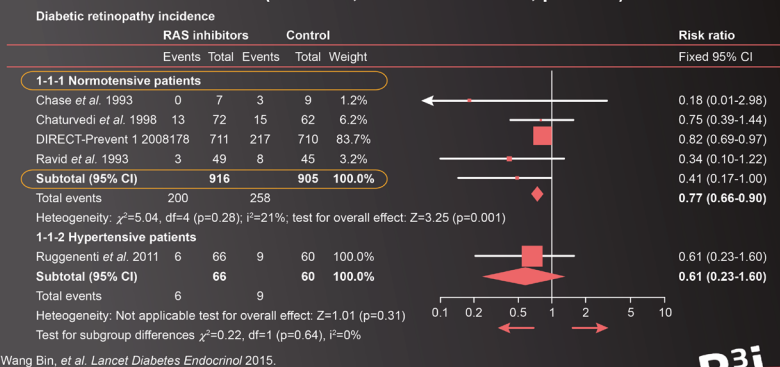 Diabetic retinopathy incidence
RAS inhibitors Control Risk ratio
Events Total Events Total Weight Fixed 95% CI
1-1-1 Normotensive patients
Chase et al. 1993 0 7 3 9 1.2% 0.18 (0.01-2.98)
Chaturvedi et al. 1998 13 72 15 62 6.2% 0.75 (0.39-1.44)
DIRECT-Prevent 1 2008178 711 217 710 83.7% 0.82 (0.69-0.97)
Ravid et al. 1993 3 49 8 45 3.2% 0.34 (0.10-1.22)
Subtotal (95% CI) 916 905 100.0% 0.41 (0.17-1.00)
Total events 200 258 0.77 (0.66-0.90)
Heteogeneity: χ²=5.04, df=4 (p=0.28); i²=21%; test for overall effect: Z=3.25 (p=0.001)
1-1-2 Hypertensive patients
Ruggenenti et al. 2011 6 66 9 60 100.0% 0.61 (0.23-1.60)
Subtotal (95% CI) 66 60 100.0% 0.61 (0.23-1.60)
Total events 6 9
0.1 0.2 0.5 1 2 5 10
Heteogeneity: Not applicable test for overall effect: Z=1.01 (p=0.31)
Test for subgroup differences χ²=0.22, df=1 (p=0.64), i²=0%
Wang Bin, et al. Lancet Diabetes Endocrinol 2015.